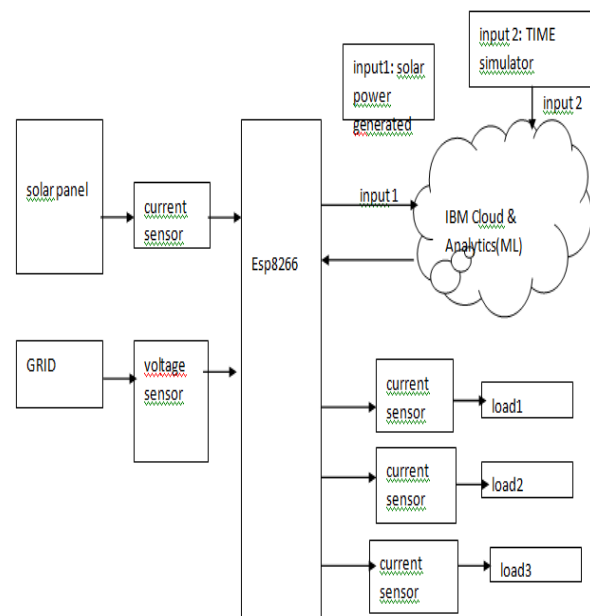 input1: solar
power
generated
input 2: TIME
simulator
input 2
solar panel
current
sensor
Esp8266
input 1
IBM Cloud &
Analytics(ML)
GRID
voltage
sensor
current
sensor
load1
current
sensor
load2
current
sensor
load3